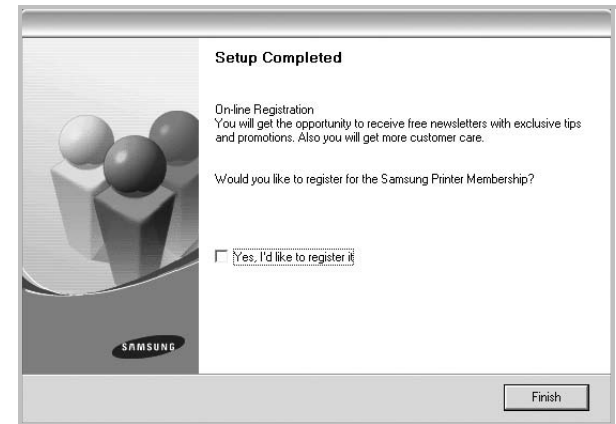 Setup Completed
On-line Registration
You will get the opportunity to receive free newsletters with exclusive tips
and promotions. Also you will get more customer care.
Would you like to register for the Samsung Printer Membership?
Yes, I'd like to register it
SAMSUNG
Finish